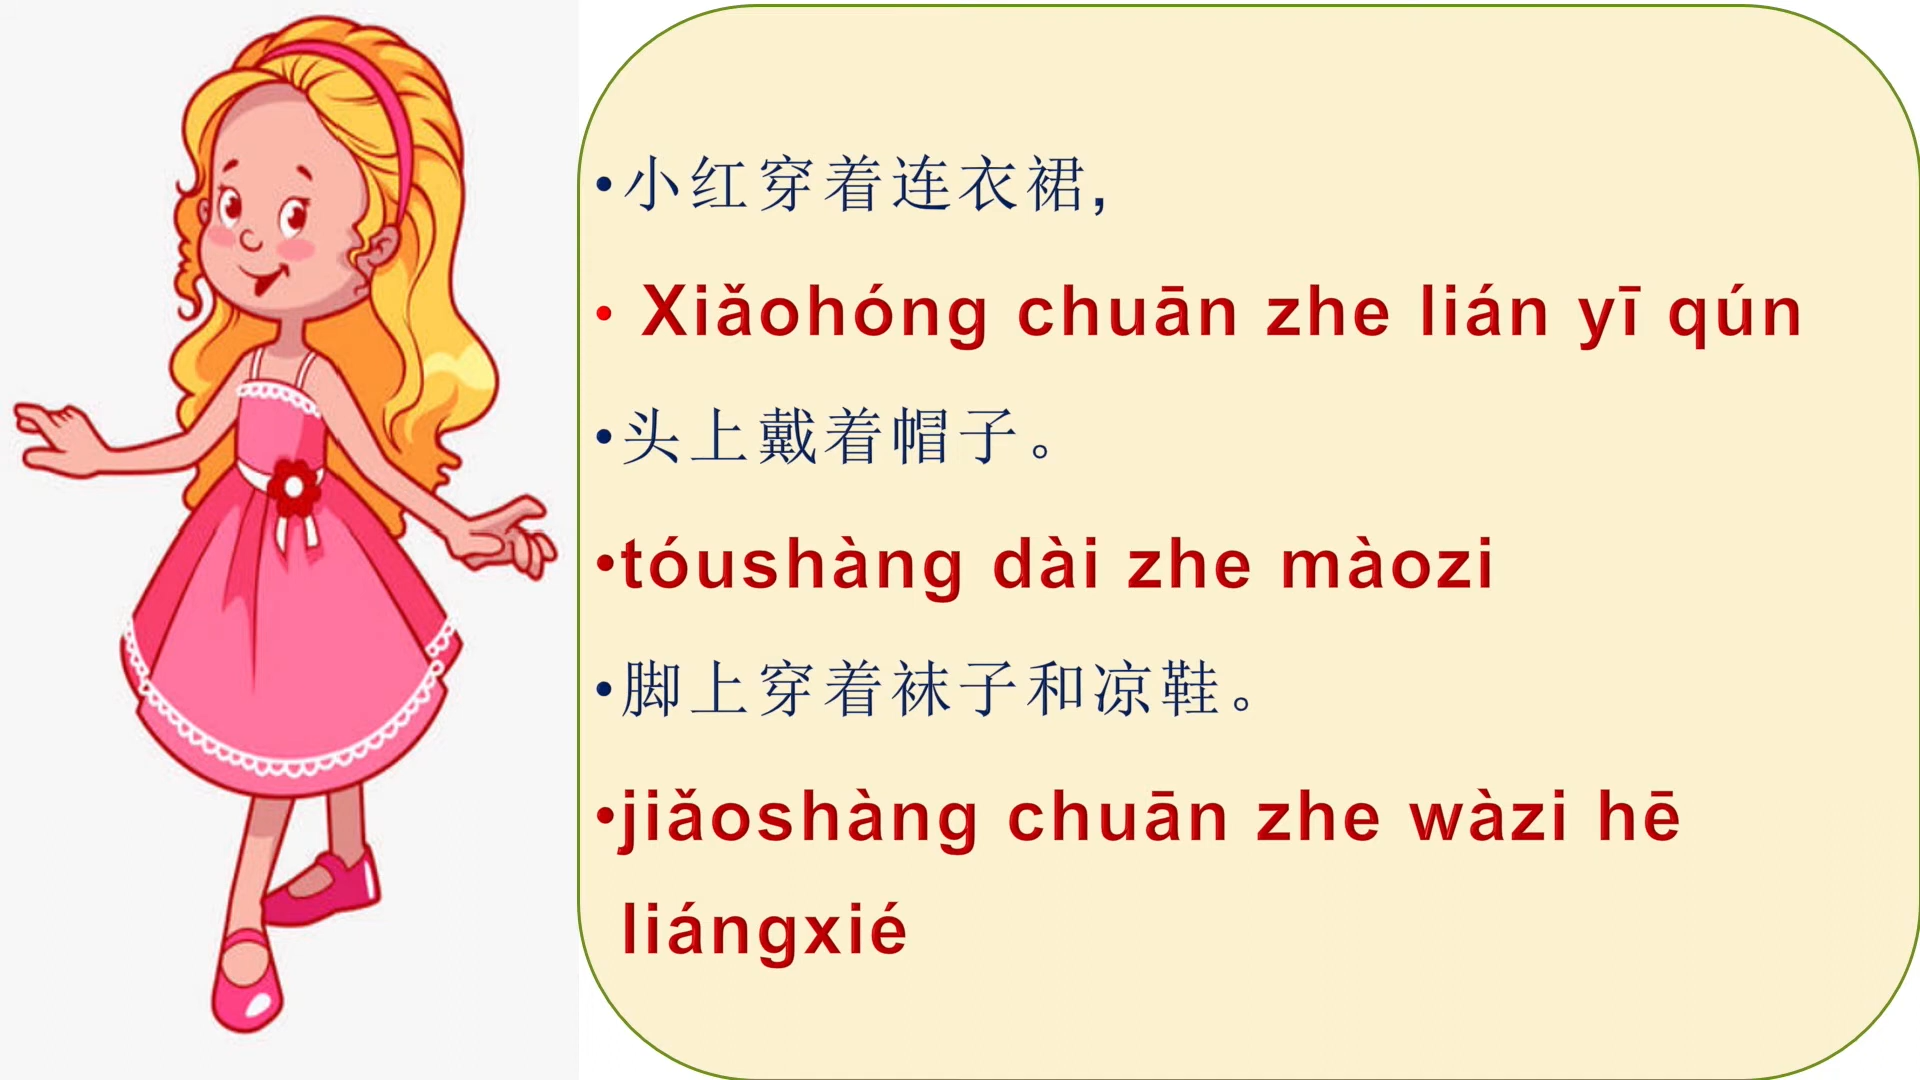 •小红穿着连衣裙,
• Xiǎohóng chuān zhe lián yī qún
•头上戴着帽子。
•tóushàng dài zhe màozi
•脚上穿着袜子和凉鞋。
•jiǎoshàng chuān zhe wàzi hē
liángxié